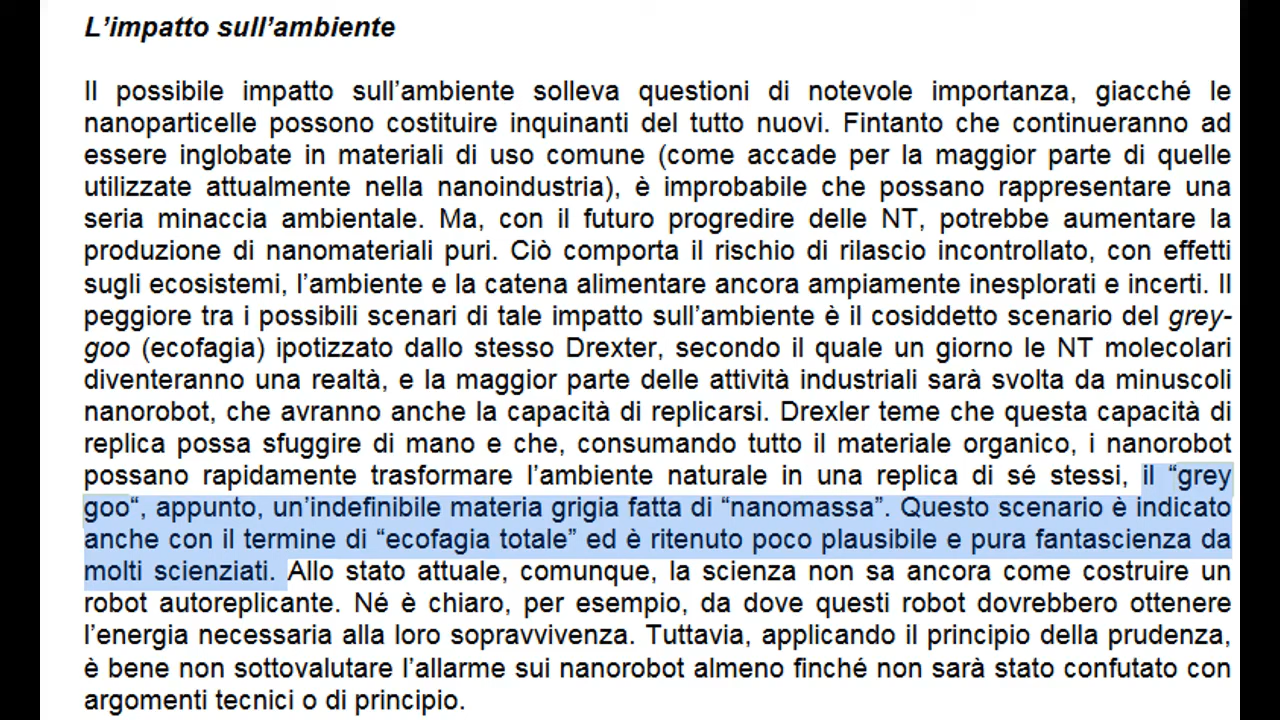 L’impatto sull’ambiente
Il possibile impatto sull’ambiente solleva questioni di notevole importanza, giacché le
nanoparticelle possono costituire inquinanti del tutto nuovi. Fintanto che continueranno ad
essere inglobate in materiali di uso comune (come accade per la maggior parte di quelle
utilizzate attualmente nella nanoindustria), è improbabile che possano rappresentare una
seria minaccia ambientale. Ma, con il futuro progredire delle NT, potrebbe aumentare la
produzione di nanomateriali puri. Ciò comporta il rischio di rilascio incontrollato, con effetti
sugli ecosistemi, l’ambiente e la catena alimentare ancora ampiamente inesplorati e incerti. Il
peggiore tra i possibili scenari di tale impatto sull’ambiente è il cosiddetto scenario del grey-
goo (ecofagia) ipotizzato dallo stesso Drexter, secondo il quale un giorno le NT molecolari
diventeranno una realtà, e la maggior parte delle attività industriali sarà svolta da minuscoli
nanorobot, che avranno anche la capacità di replicarsi. Drexler teme che questa capacità di
replica possa sfuggire di mano e che, consumando tutto il materiale organico, i nanorobot
possano rapidamente trasformare l’ambiente naturale in una replica di sé stessi, il “grey
goo“, appunto, un’indefinibile materia grigia fatta di “nanomassa”. Questo scenario è indicato
anche con il termine di “ecofagia totale” ed è ritenuto poco plausibile e pura fantascienza da
molti scienziati. Allo stato attuale, comunque, la scienza non sa ancora come costruire un
robot autoreplicante. Né è chiaro, per esempio, da dove questi robot dovrebbero ottenere
l’energia necessaria alla loro sopravvivenza. Tuttavia, applicando il principio della prudenza,
è bene non sottovalutare l’allarme sui nanorobot almeno finché non sarà stato confutato con
argomenti tecnici o di principio.